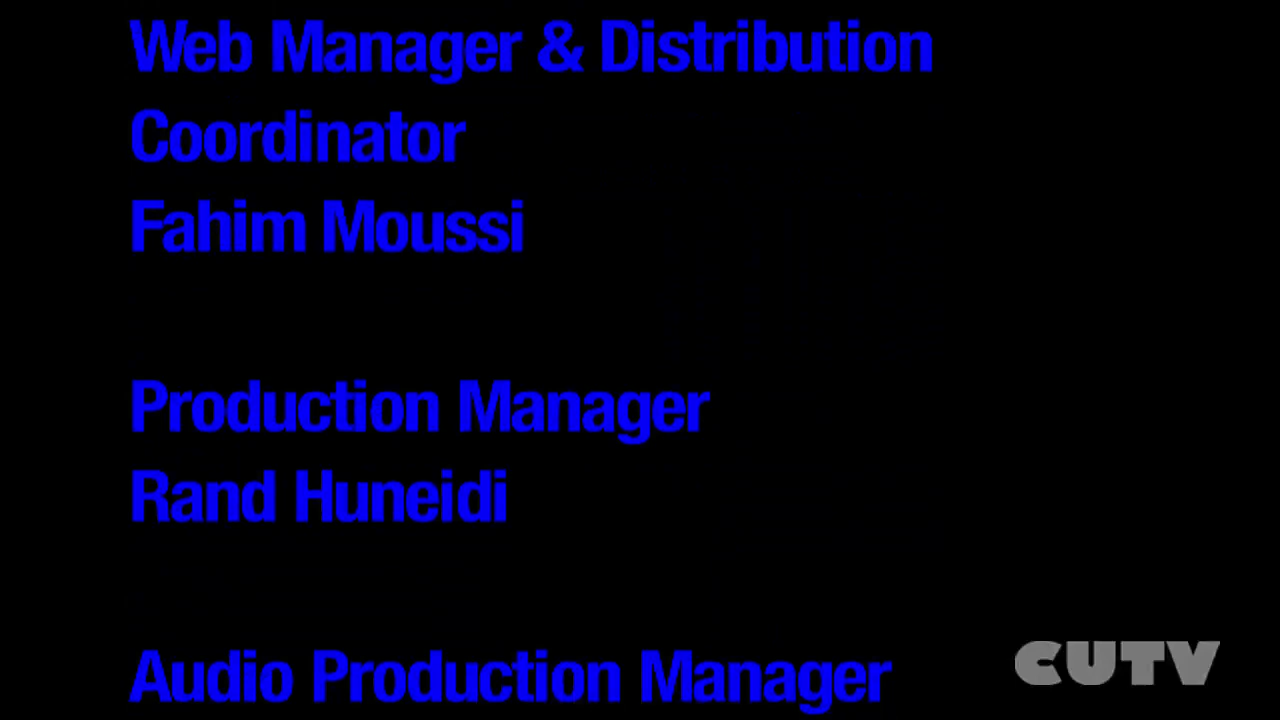 Web Manager & Distribution
Coordinator
Fahim Moussi
Production Manager
Rand Huneidi
Audio Production Manager
CUTV